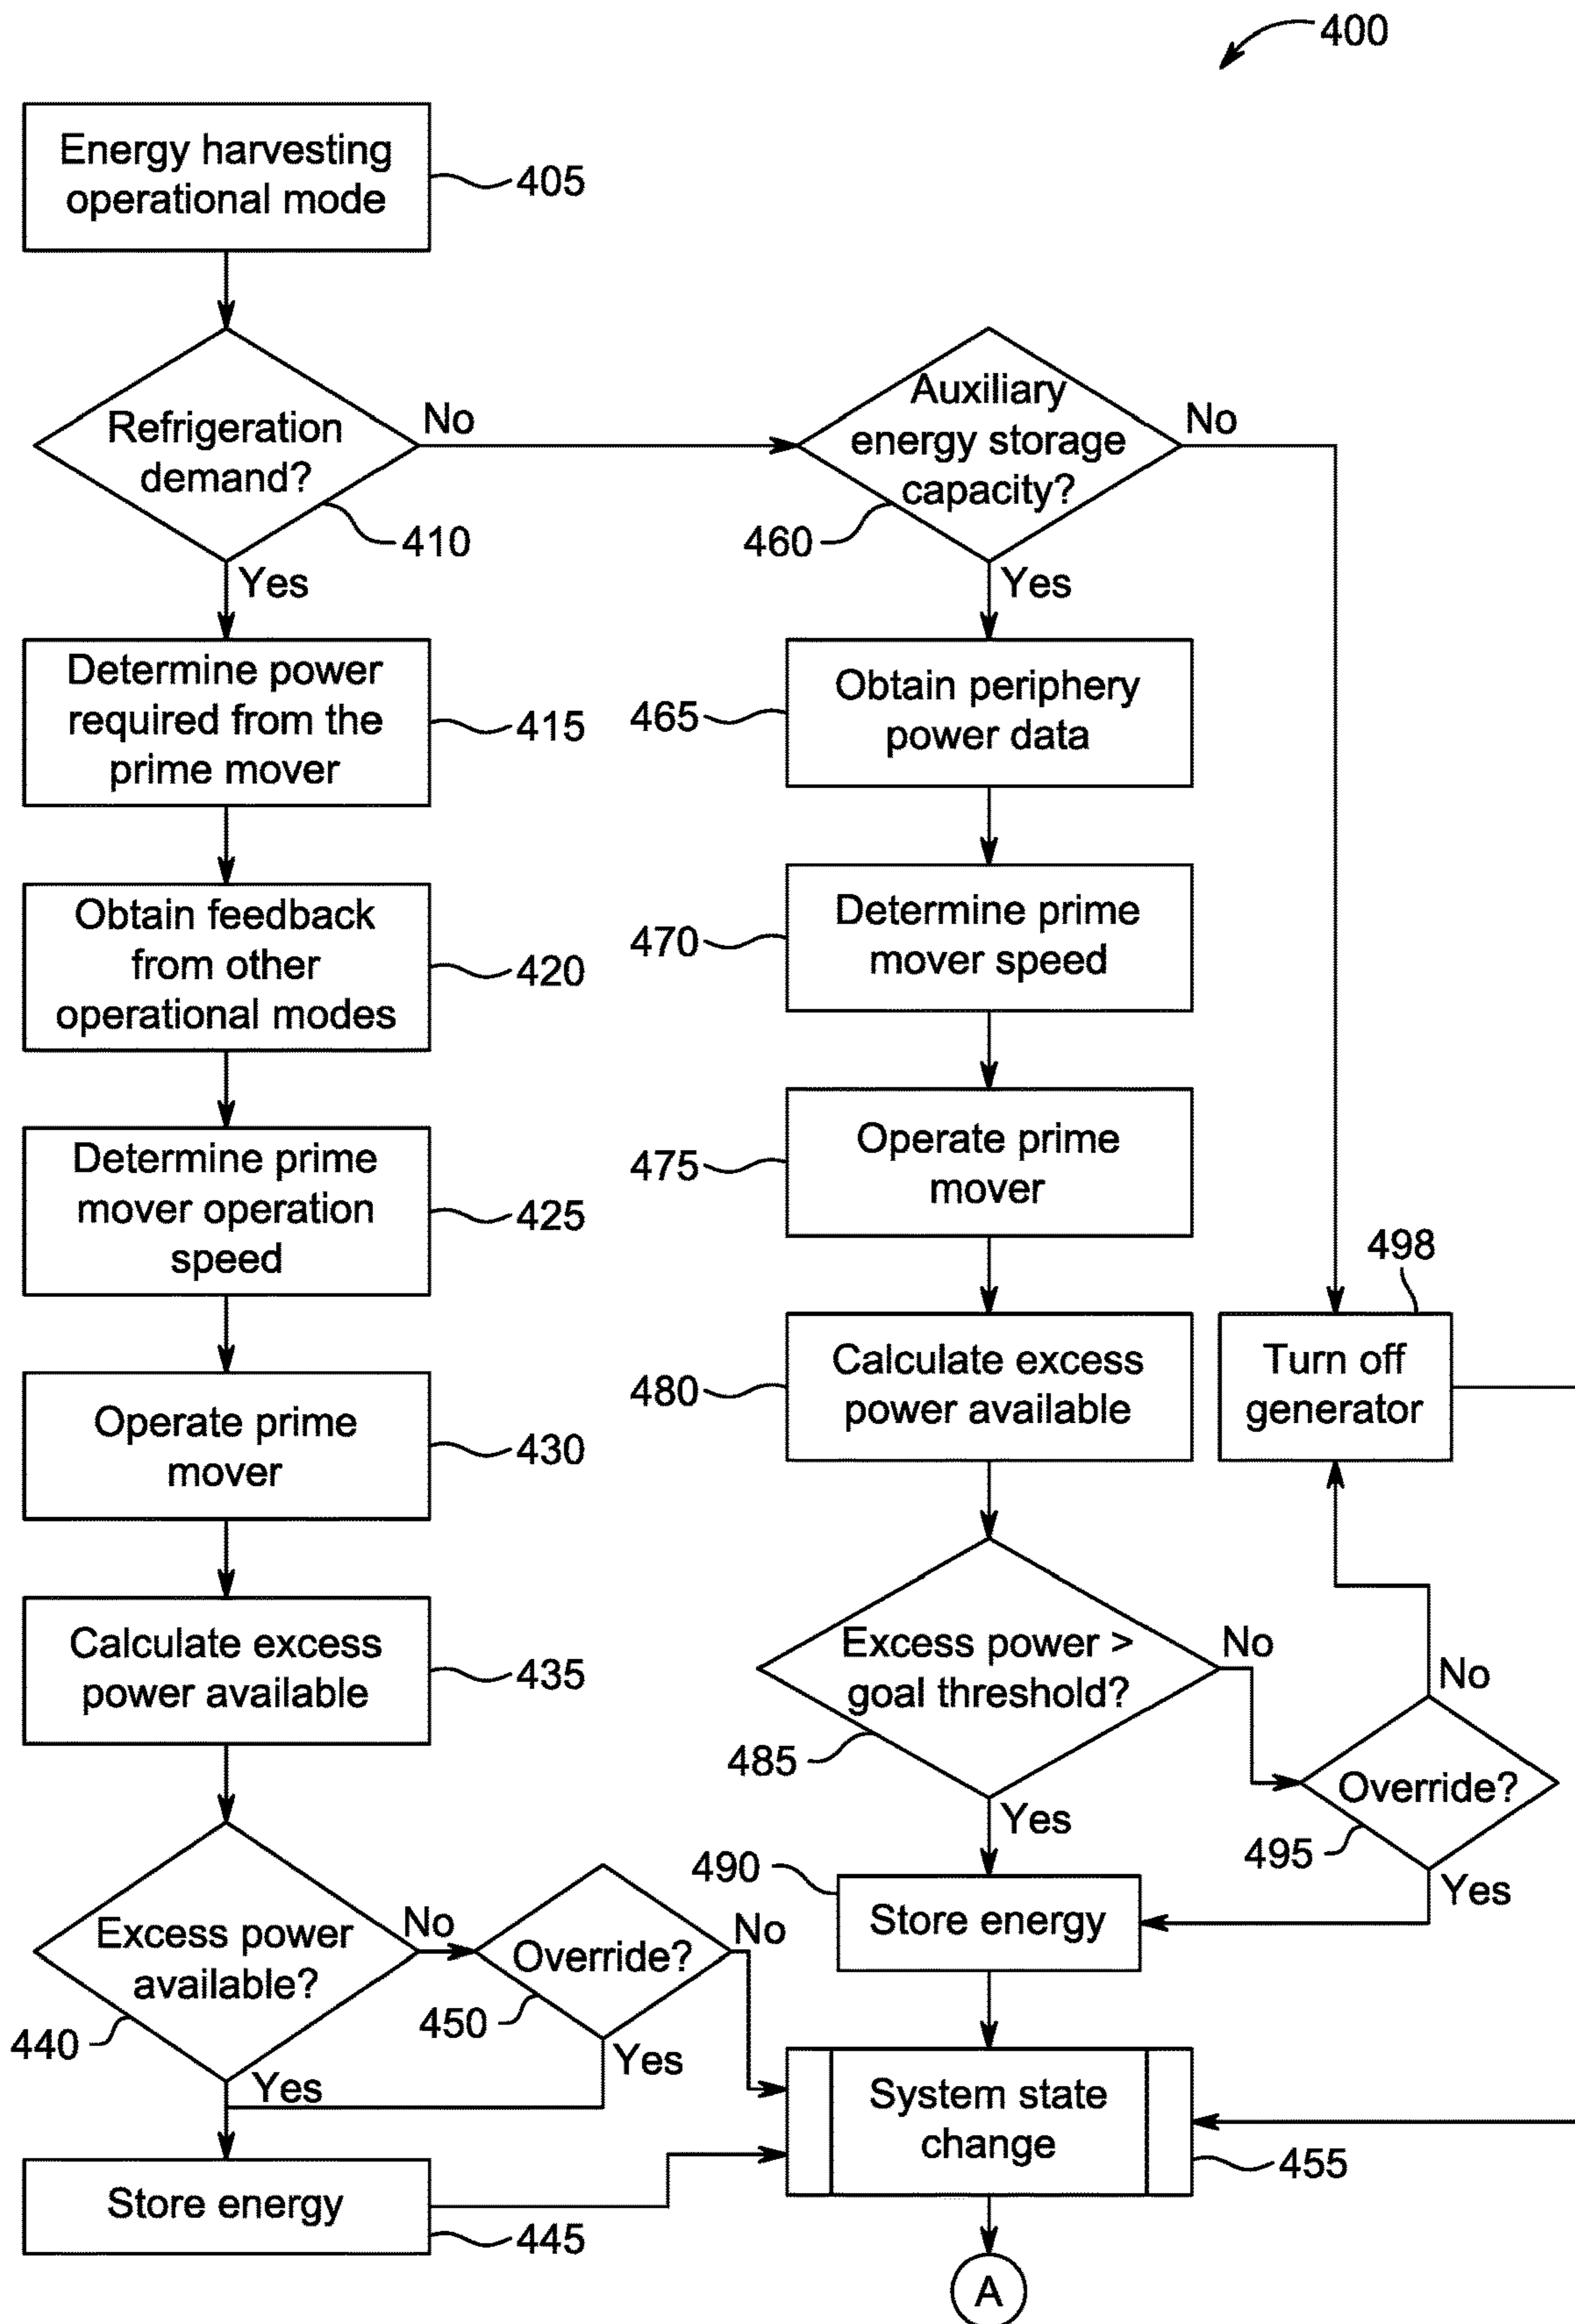 400
Energy harvesting
operational mode
405
Refrigeration
demand?
410
No
Yes
Auxiliary
energy storage
capacity?
460
No
Yes
Determine power
required from the
prime mover
415
Obtain periphery
power data
465
Obtain feedback
from other
operational modes
420
Determine prime
mover speed
470
Determine prime
mover operation
speed
425
Operate prime
mover
475
498
Turn off
generator
Operate prime
mover
430
Calculate excess
power available
480
Calculate excess
power available
435
Excess power >
goal threshold?
485
No
Yes
No
Override?
495
Yes
490
Store energy
Excess power
available?
440
No
Yes
Override?
450
No
Yes
System state
change
455
Store energy
445
A